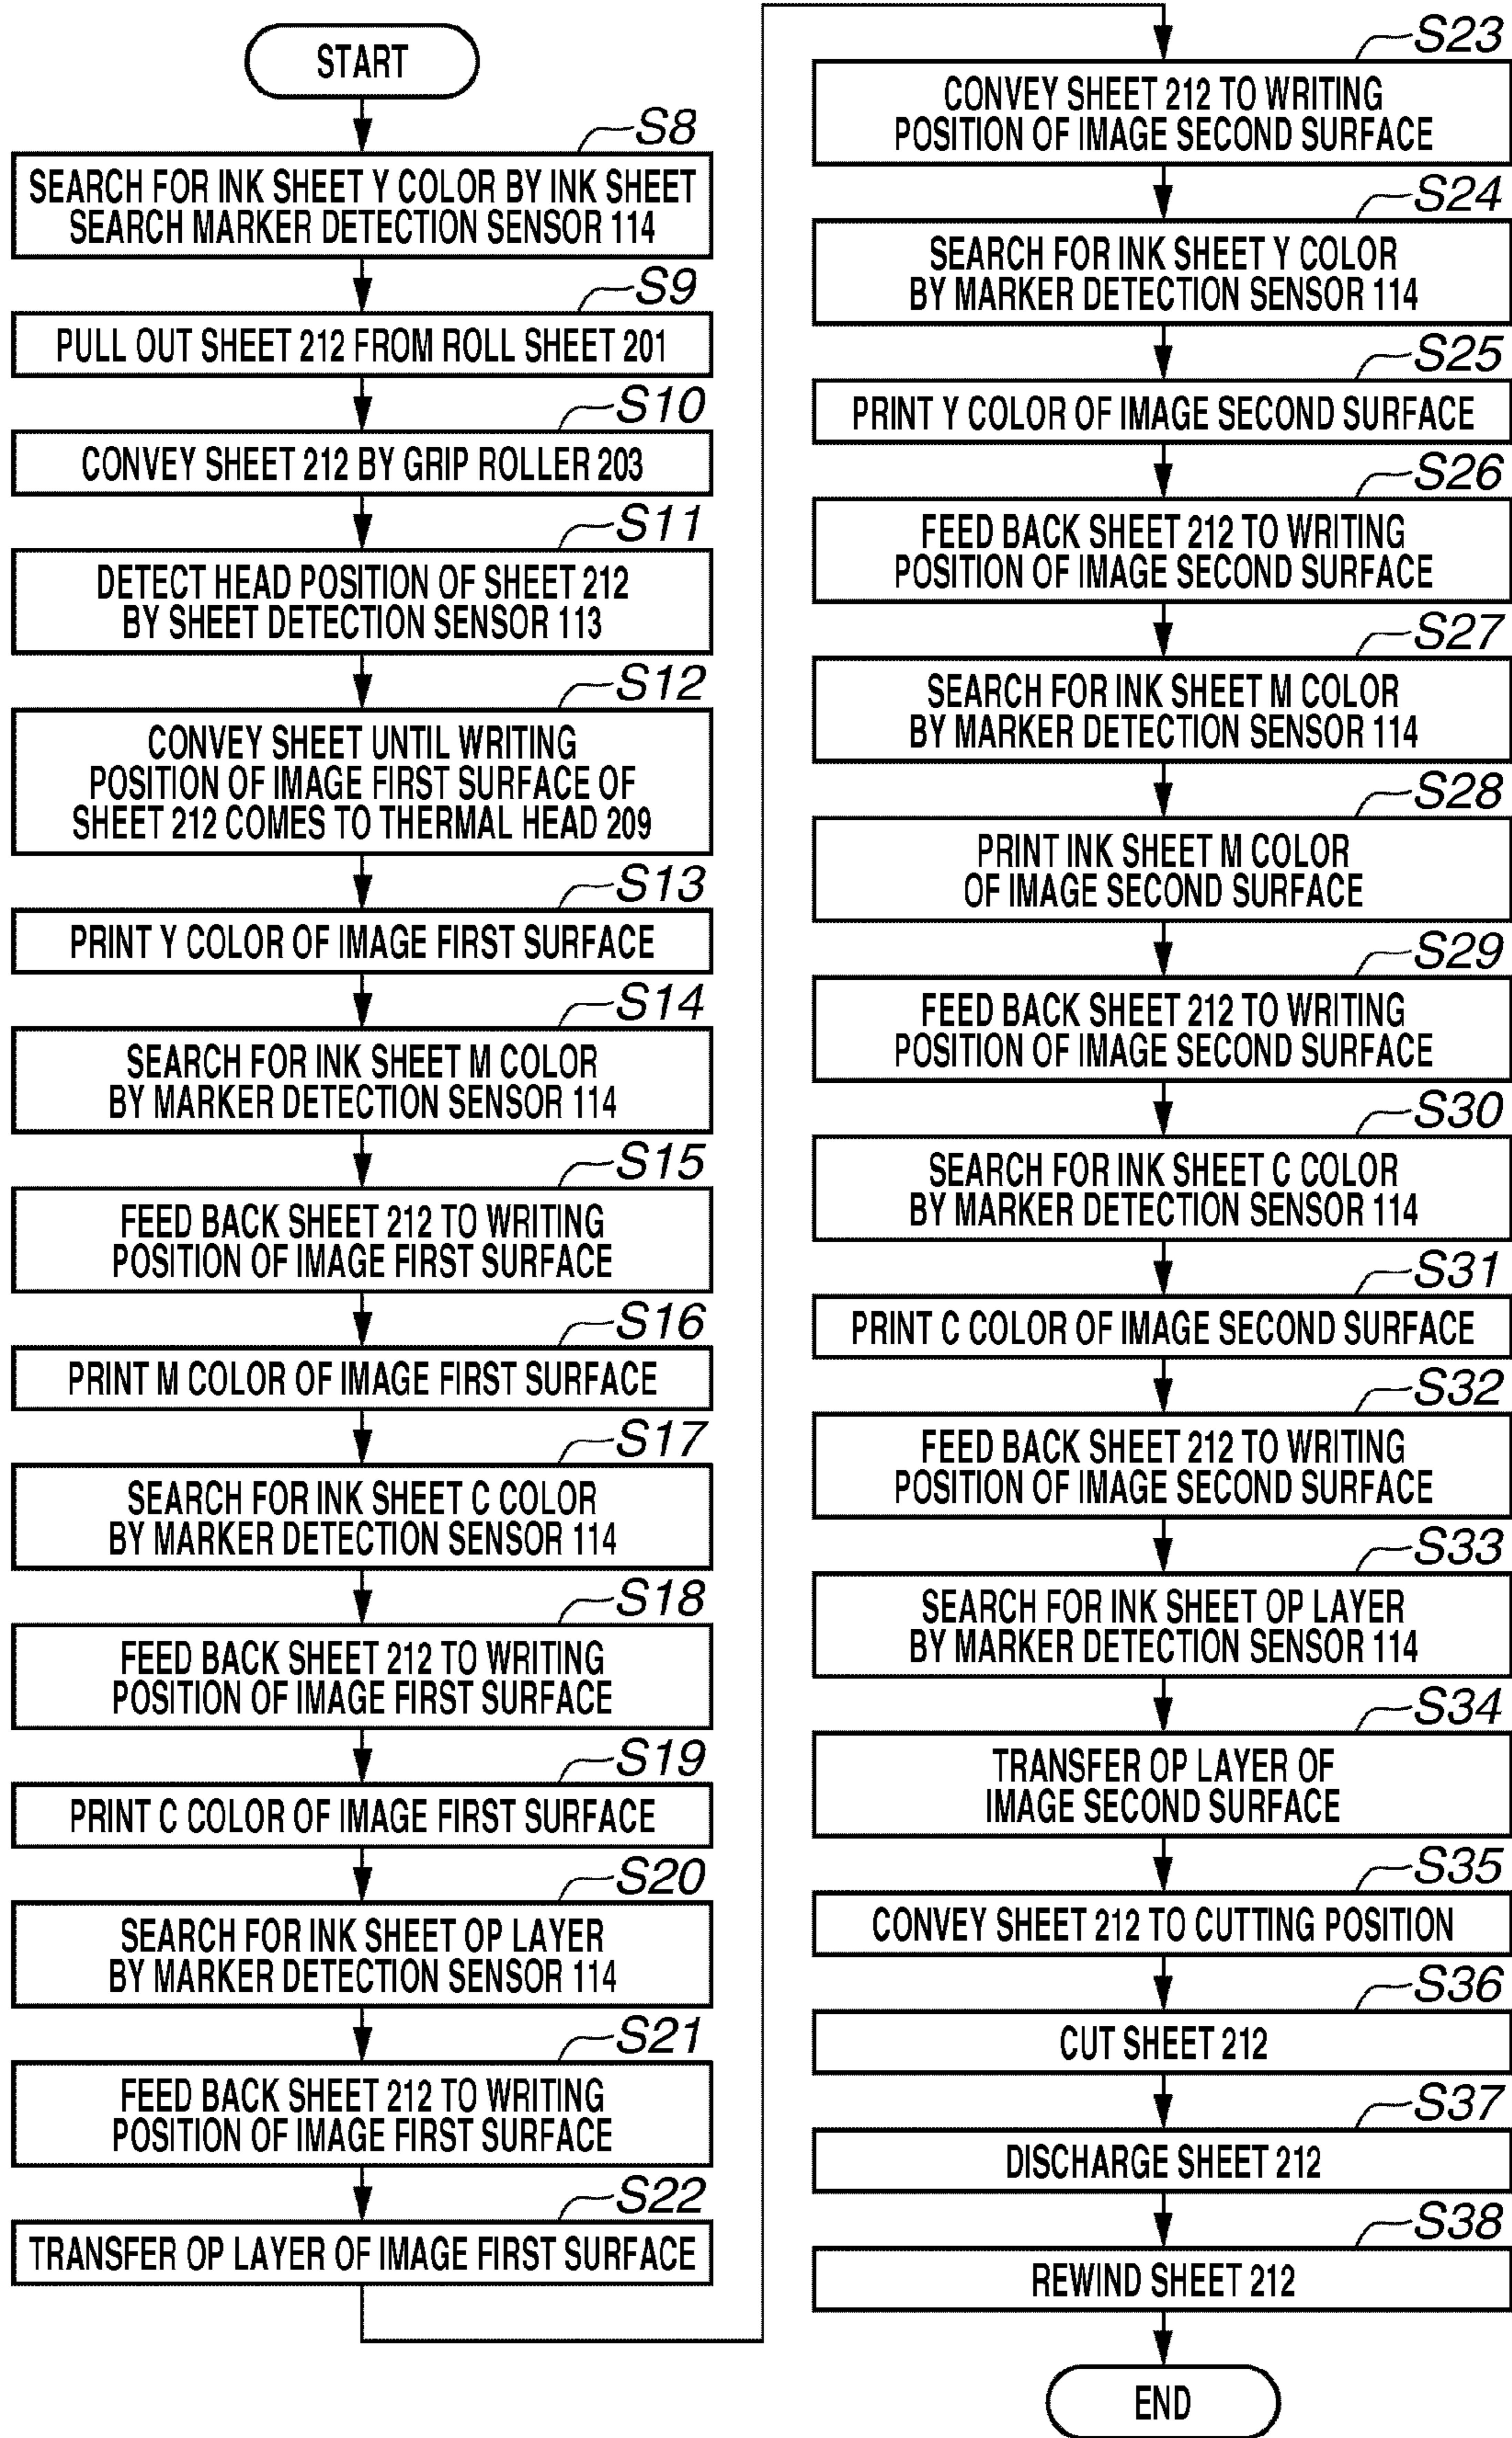 START
S8
SEARCH FOR INK SHEET Y COLOR BY INK SHEET
SEARCH MARKER DETECTION SENSOR 114
S9
PULL OUT SHEET 212 FROM ROLL SHEET 201
S10
CONVEY SHEET 212 BY GRIP ROLLER 203
S11
DETECT HEAD POSITION OF SHEET 212
BY SHEET DETECTION SENSOR 113
S12
CONVEY SHEET UNTIL WRITING
POSITION OF IMAGE FIRST SURFACE OF
SHEET 212 COMES TO THERMAL HEAD 209
S13
PRINT Y COLOR OF IMAGE FIRST SURFACE
S14
SEARCH FOR INK SHEET M COLOR
BY MARKER DETECTION SENSOR 114
S15
FEED BACK SHEET 212 TO WRITING
POSITION OF IMAGE FIRST SURFACE
S16
PRINT M COLOR OF IMAGE FIRST SURFACE
S17
SEARCH FOR INK SHEET C COLOR
BY MARKER DETECTION SENSOR 114
S18
FEED BACK SHEET 212 TO WRITING
POSITION OF IMAGE FIRST SURFACE
S19
PRINT C COLOR OF IMAGE FIRST SURFACE
S20
SEARCH FOR INK SHEET OP LAYER
BY MARKER DETECTION SENSOR 114
S21
FEED BACK SHEET 212 TO WRITING
POSITION OF IMAGE FIRST SURFACE
S22
TRANSFER OP LAYER OF IMAGE FIRST SURFACE
S23
CONVEY SHEET 212 TO WRITING
POSITION OF IMAGE SECOND SURFACE
S24
SEARCH FOR INK SHEET Y COLOR
BY MARKER DETECTION SENSOR 114
S25
PRINT Y COLOR OF IMAGE SECOND SURFACE
S26
FEED BACK SHEET 212 TO WRITING
POSITION OF IMAGE SECOND SURFACE
S27
SEARCH FOR INK SHEET M COLOR
BY MARKER DETECTION SENSOR 114
S28
PRINT INK SHEET M COLOR
OF IMAGE SECOND SURFACE
S29
FEED BACK SHEET 212 TO WRITING
POSITION OF IMAGE SECOND SURFACE
S30
SEARCH FOR INK SHEET C COLOR
BY MARKER DETECTION SENSOR 114
S31
PRINT C COLOR OF IMAGE SECOND SURFACE
S32
FEED BACK SHEET 212 TO WRITING
POSITION OF IMAGE SECOND SURFACE
S33
SEARCH FOR INK SHEET OP LAYER
BY MARKER DETECTION SENSOR 114
S34
TRANSFER OP LAYER OF
IMAGE SECOND SURFACE
S35
CONVEY SHEET 212 TO CUTTING POSITION
S36
CUT SHEET 212
S37
DISCHARGE SHEET 212
S38
REWIND SHEET 212
END